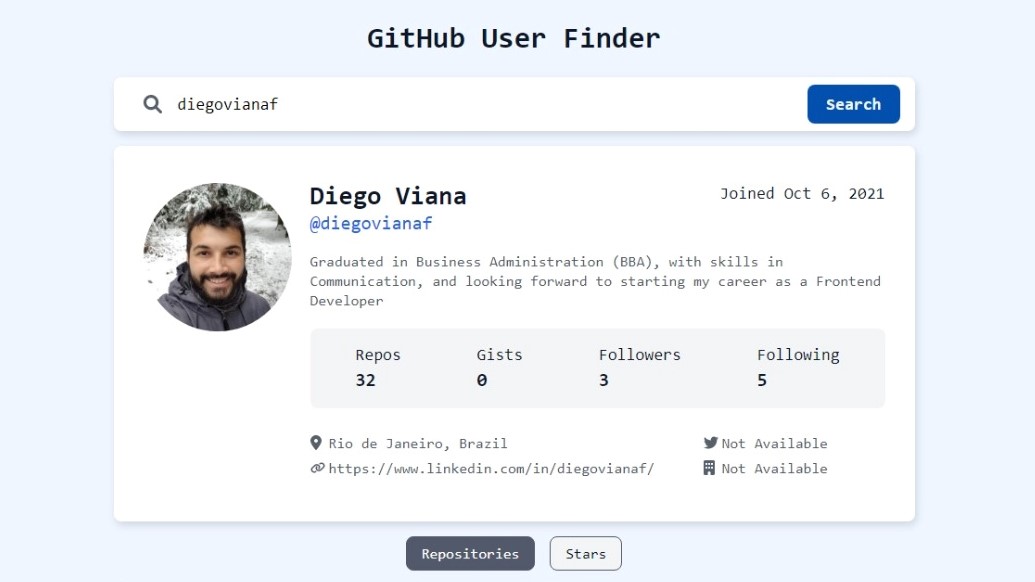 GitHub User Finder
diegovianaf
Search
Diego Viana
Joined Oct 6, 2021
@diegovianaf
Graduated in Business Administration (BBA), with skills in
Communication, and looking forward to starting my career as a Frontend
Developer
Repos Gists Followers Following
32 0 3 5
Rio de Janeiro, Brazil
Not Available
https://www.linkedin.com/in/diegovianaf/
Not Available
Repositories Stars